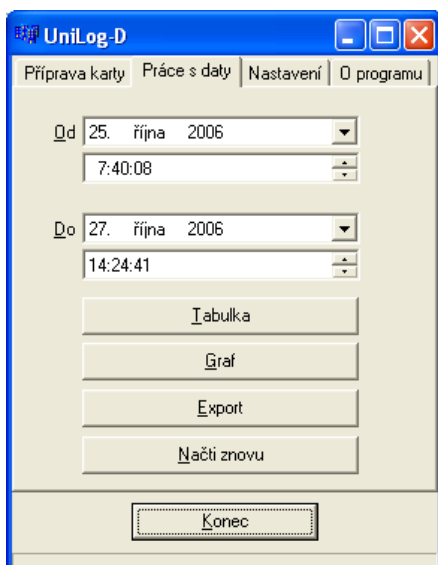 UniLog-D
Příprava karty Práce s daty Nastavení O programu
Od 25. října 2006
7:40:08
Do 27. října 2006
14:24:41
Tabulka
Graf
Export
Načti znovu
Konec